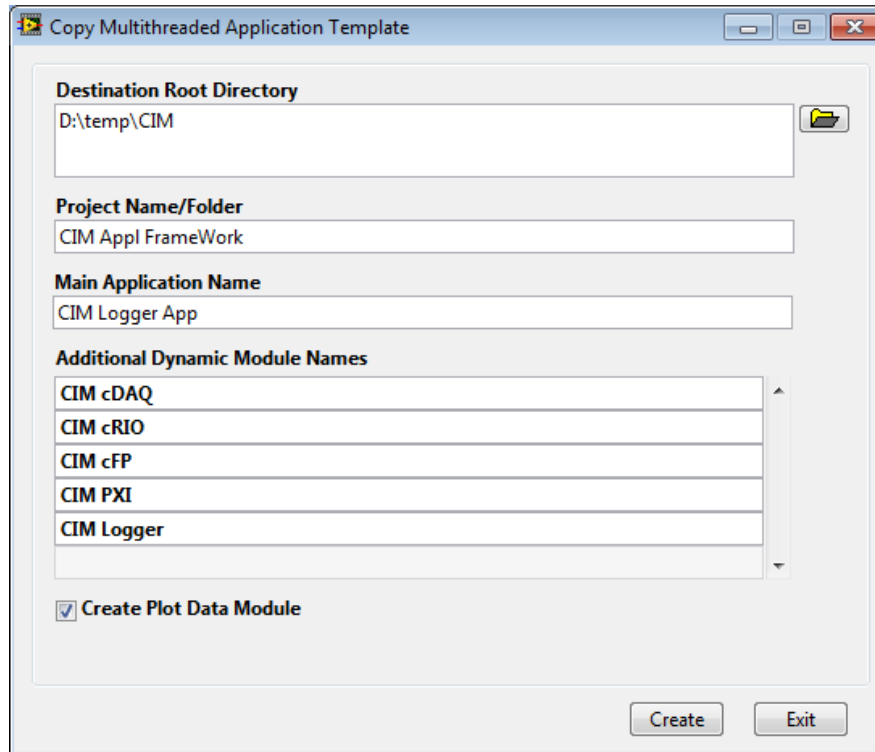 Copy Multithreaded Application Template
Destination Root Directory
D:\temp\CIM
Project Name/Folder
CIM Appl FrameWork
Main Application Name
CIM Logger App
Additional Dynamic Module Names
CIM cDAQ
CIM cRIO
CIM cFP
CIM PXI
CIM Logger
Create Plot Data Module
Create Exit